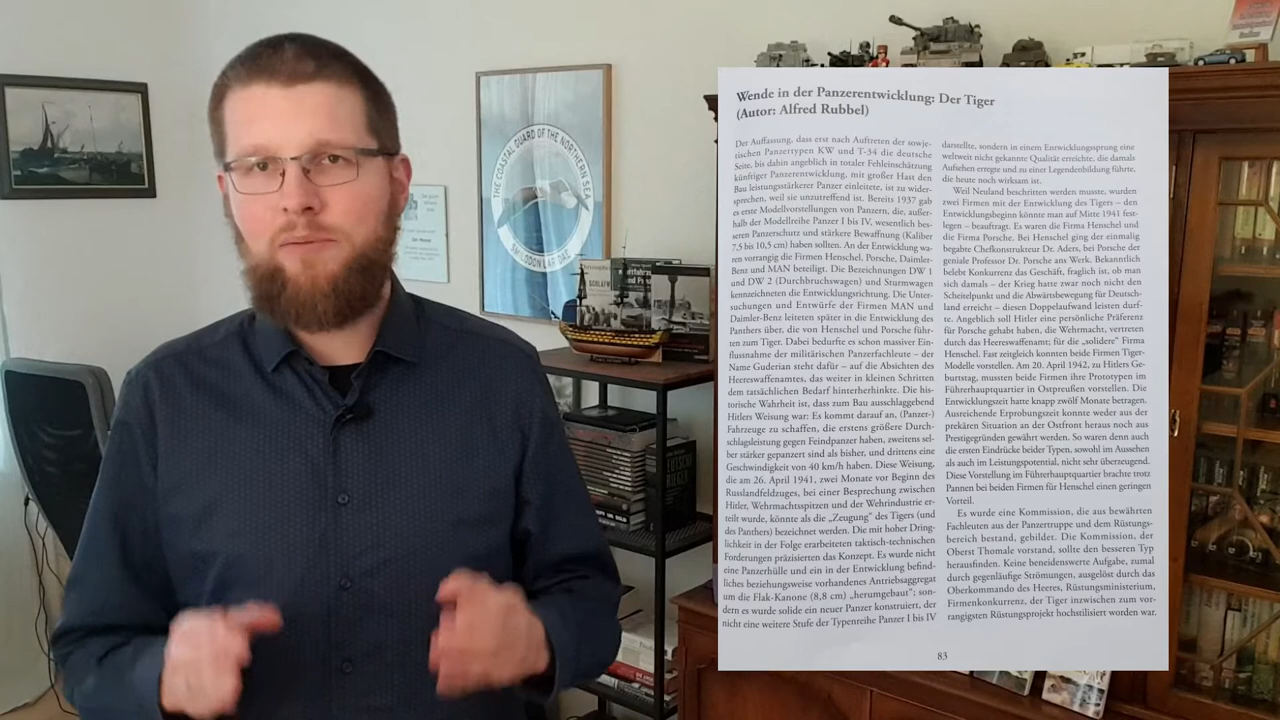 THE COASTAL GUARD OF THE NORTHERN SEA
SMILODON LAR DAE
Wende in der Panzerentwicklung: Der Tiger
(Autor: Alfred Rubbel)
Der Auffassung, dass erst nach Auftreten der sowje-
tischen Panzertypen KW und T-34 die deutsche
Seite, bis dahin angeblich in totaler Fehleinschätzung
künftiger Panzerentwicklung, mit großer Hast den
Bau leistungsstärkerer Panzer einleitete, ist zu wider-
sprechen, weil sie unzutreffend ist. Bereits 1937 gab
es erste Modellvorstellungen von Panzern, die, außer-
halb der Modellreihe Panzer I bis IV, wesentlich bes-
seren Panzerschutz und stärkere Bewaffnung (Kaliber
7,5 bis 10,5 cm) haben sollten. An der Entwicklung wa-
ren vorrangig die Firmen Henschel, Porsche, Daimler-
Benz und MAN beteiligt. Die Bezeichnungen DW 1
und DW 2 (Durchbruchswagen) und Sturmwagen
kennzeichneten die Entwicklungsrichtung. Die Unter-
suchungen und Entwürfe der Firmen MAN und
Daimler-Benz leiteten später in die Entwicklung des
Panthers über, die von Henschel und Porsche führ-
ten zum Tiger. Dabei bedurfte es schon massiver Ein-
flussnahme der militärischen Panzerfachleute – der
Name Guderian steht dafür – auf die Absichten des
Heereswaffenamtes, das weiter in kleinen Schritten
dem tatsächlichen Bedarf hinterherhinkte. Die his-
torische Wahrheit ist, dass zum Bau ausschlaggebend
Hitlers Weisung war: Es kommt darauf an, (Panzer-)
Fahrzeuge zu schaffen, die erstens größere Durch-
schlagsleistung gegen Feindpanzer haben, zweitens sel-
ber stärker gepanzert sind als bisher, und drittens eine
Geschwindigkeit von 40 km/h haben. Diese Weisung,
die am 26. April 1941, zwei Monate vor Beginn des
Russlandfeldzuges, bei einer Besprechung zwischen
Hitler, Wehrmachtsspitzen und der Wehrindustrie er-
teilt wurde, könnte als die „Zeugung“ des Tigers (und
des Panthers) bezeichnet werden. Die mit hoher Dring-
lichkeit in der Folge erarbeiteten taktisch-technischen
Forderungen präzisierten das Konzept. Es wurde nicht
eine Panzerhülle und ein in der Entwicklung befind-
liches beziehungsweise vorhandenes Antriebsaggregat
um die Flak-Kanone (8,8 cm) „herumgebaut“; son-
dern es wurde solide ein neuer Panzer konstruiert, der
nicht eine weitere Stufe der Typenreihe Panzer I bis IV
darstellte, sondern in einem Entwicklungssprung eine
weltweit nicht gekannte Qualität erreichte, die damals
Aufsehen erregte und zu einer Legendenbildung führte,
die heute noch wirksam ist.
Weil Neuland beschritten werden musste, wurden
zwei Firmen mit der Entwicklung des Tigers – den
Entwicklungsbeginn könnte man auf Mitte 1941 fest-
legen – beauftragt. Es waren die Firma Henschel und
die Firma Porsche. Bei Henschel ging der einmalig
begabte Chefkonstrukteur Dr. Aders, bei Porsche der
geniale Professor Dr. Porsche ans Werk. Bekanntlich
belebt Konkurrenz das Geschäft, fraglich ist, ob man
sich damals – der Krieg hatte zwar noch nicht den
Scheitelpunkt und die Abwärtsbewegung für Deutsch-
land erreicht – diesen Doppelaufwand leisten durf-
te. Angeblich soll Hitler eine persönliche Präferenz
für Porsche gehabt haben, die Wehrmacht, vertreten
durch das Heereswaffenamt; für die „solidere“ Firma
Henschel. Fast zeitgleich konnten beide Firmen Tiger-
Modelle vorstellen. Am 20. April 1942, zu Hitlers Ge-
burtstag, mussten beide Firmen ihre Prototypen im
Führerhauptquartier in Ostpreußen vorstellen. Die
Entwicklungszeit hatte knapp zwölf Monate betragen.
Ausreichende Erprobungszeit konnte weder aus der
prekären Situation an der Ostfront heraus noch aus
Prestigegründen gewährt werden. So waren denn auch
die ersten Eindrücke beider Typen, sowohl im Aussehen
als auch im Leistungspotential, nicht sehr überzeugend.
Diese Vorstellung im Führerhauptquartier brachte trotz
Pannen bei beiden Firmen für Henschel einen geringen
Vorteil.
Es wurde eine Kommission, die aus bewährten
Fachleuten aus der Panzertruppe und dem Rüstungs-
bereich bestand, gebildet. Die Kommission, der
Oberst Thomale vorstand, sollte den besseren Typ
herausfinden. Keine beneidenswerte Aufgabe, zumal
durch gegenläufige Strömungen, ausgelöst durch das
Oberkommando des Heeres, Rüstungsministerium,
Firmenkonkurrenz, der Tiger inzwischen zum vor-
rangigsten Rüstungsprojekt hochstilisiert worden war.
83